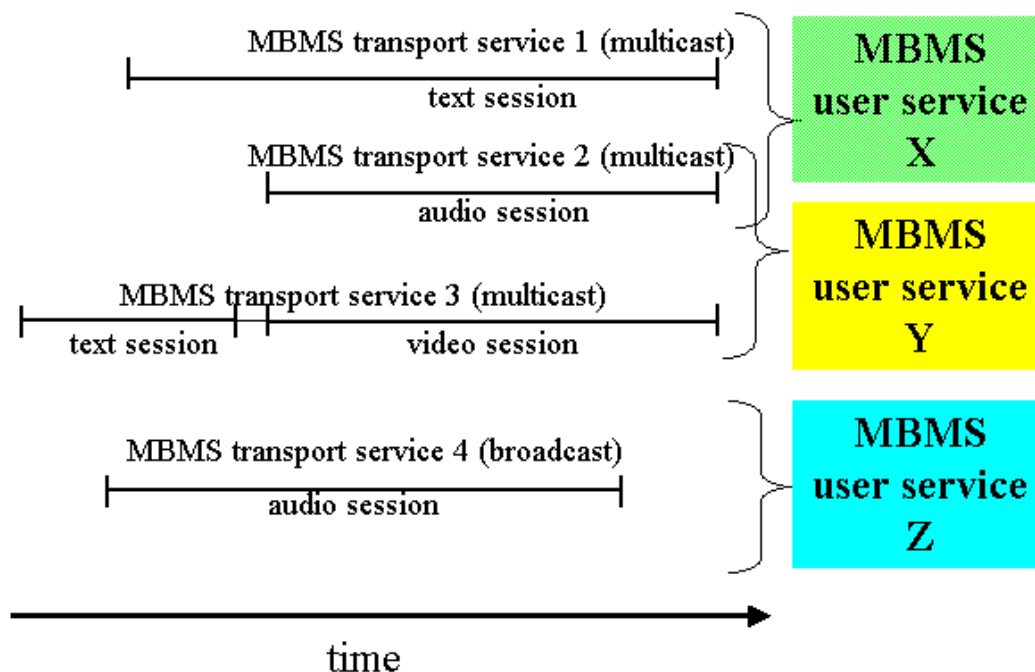 MBMS transport service 1 (multicast)
text session
MBMS transport service 2 (multicast)
audio session
MBMS transport service 3 (multicast)
text session
video session
MBMS transport service 4 (broadcast)
audio session
time
MBMS
user service
X
MBMS
user service
Y
MBMS
user service
Z